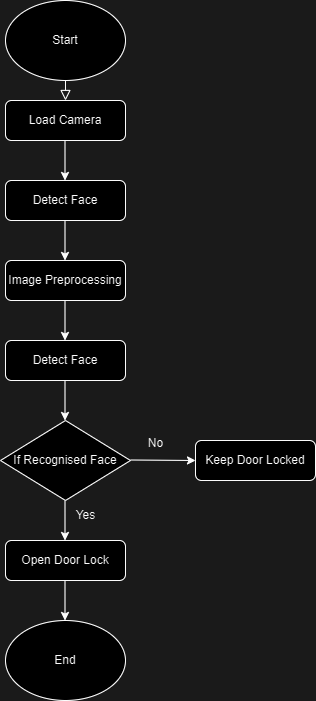 Start
Load Camera
Detect Face
Image Preprocessing
Detect Face
If Recognised Face
No
Keep Door Locked
Yes
Open Door Lock
End